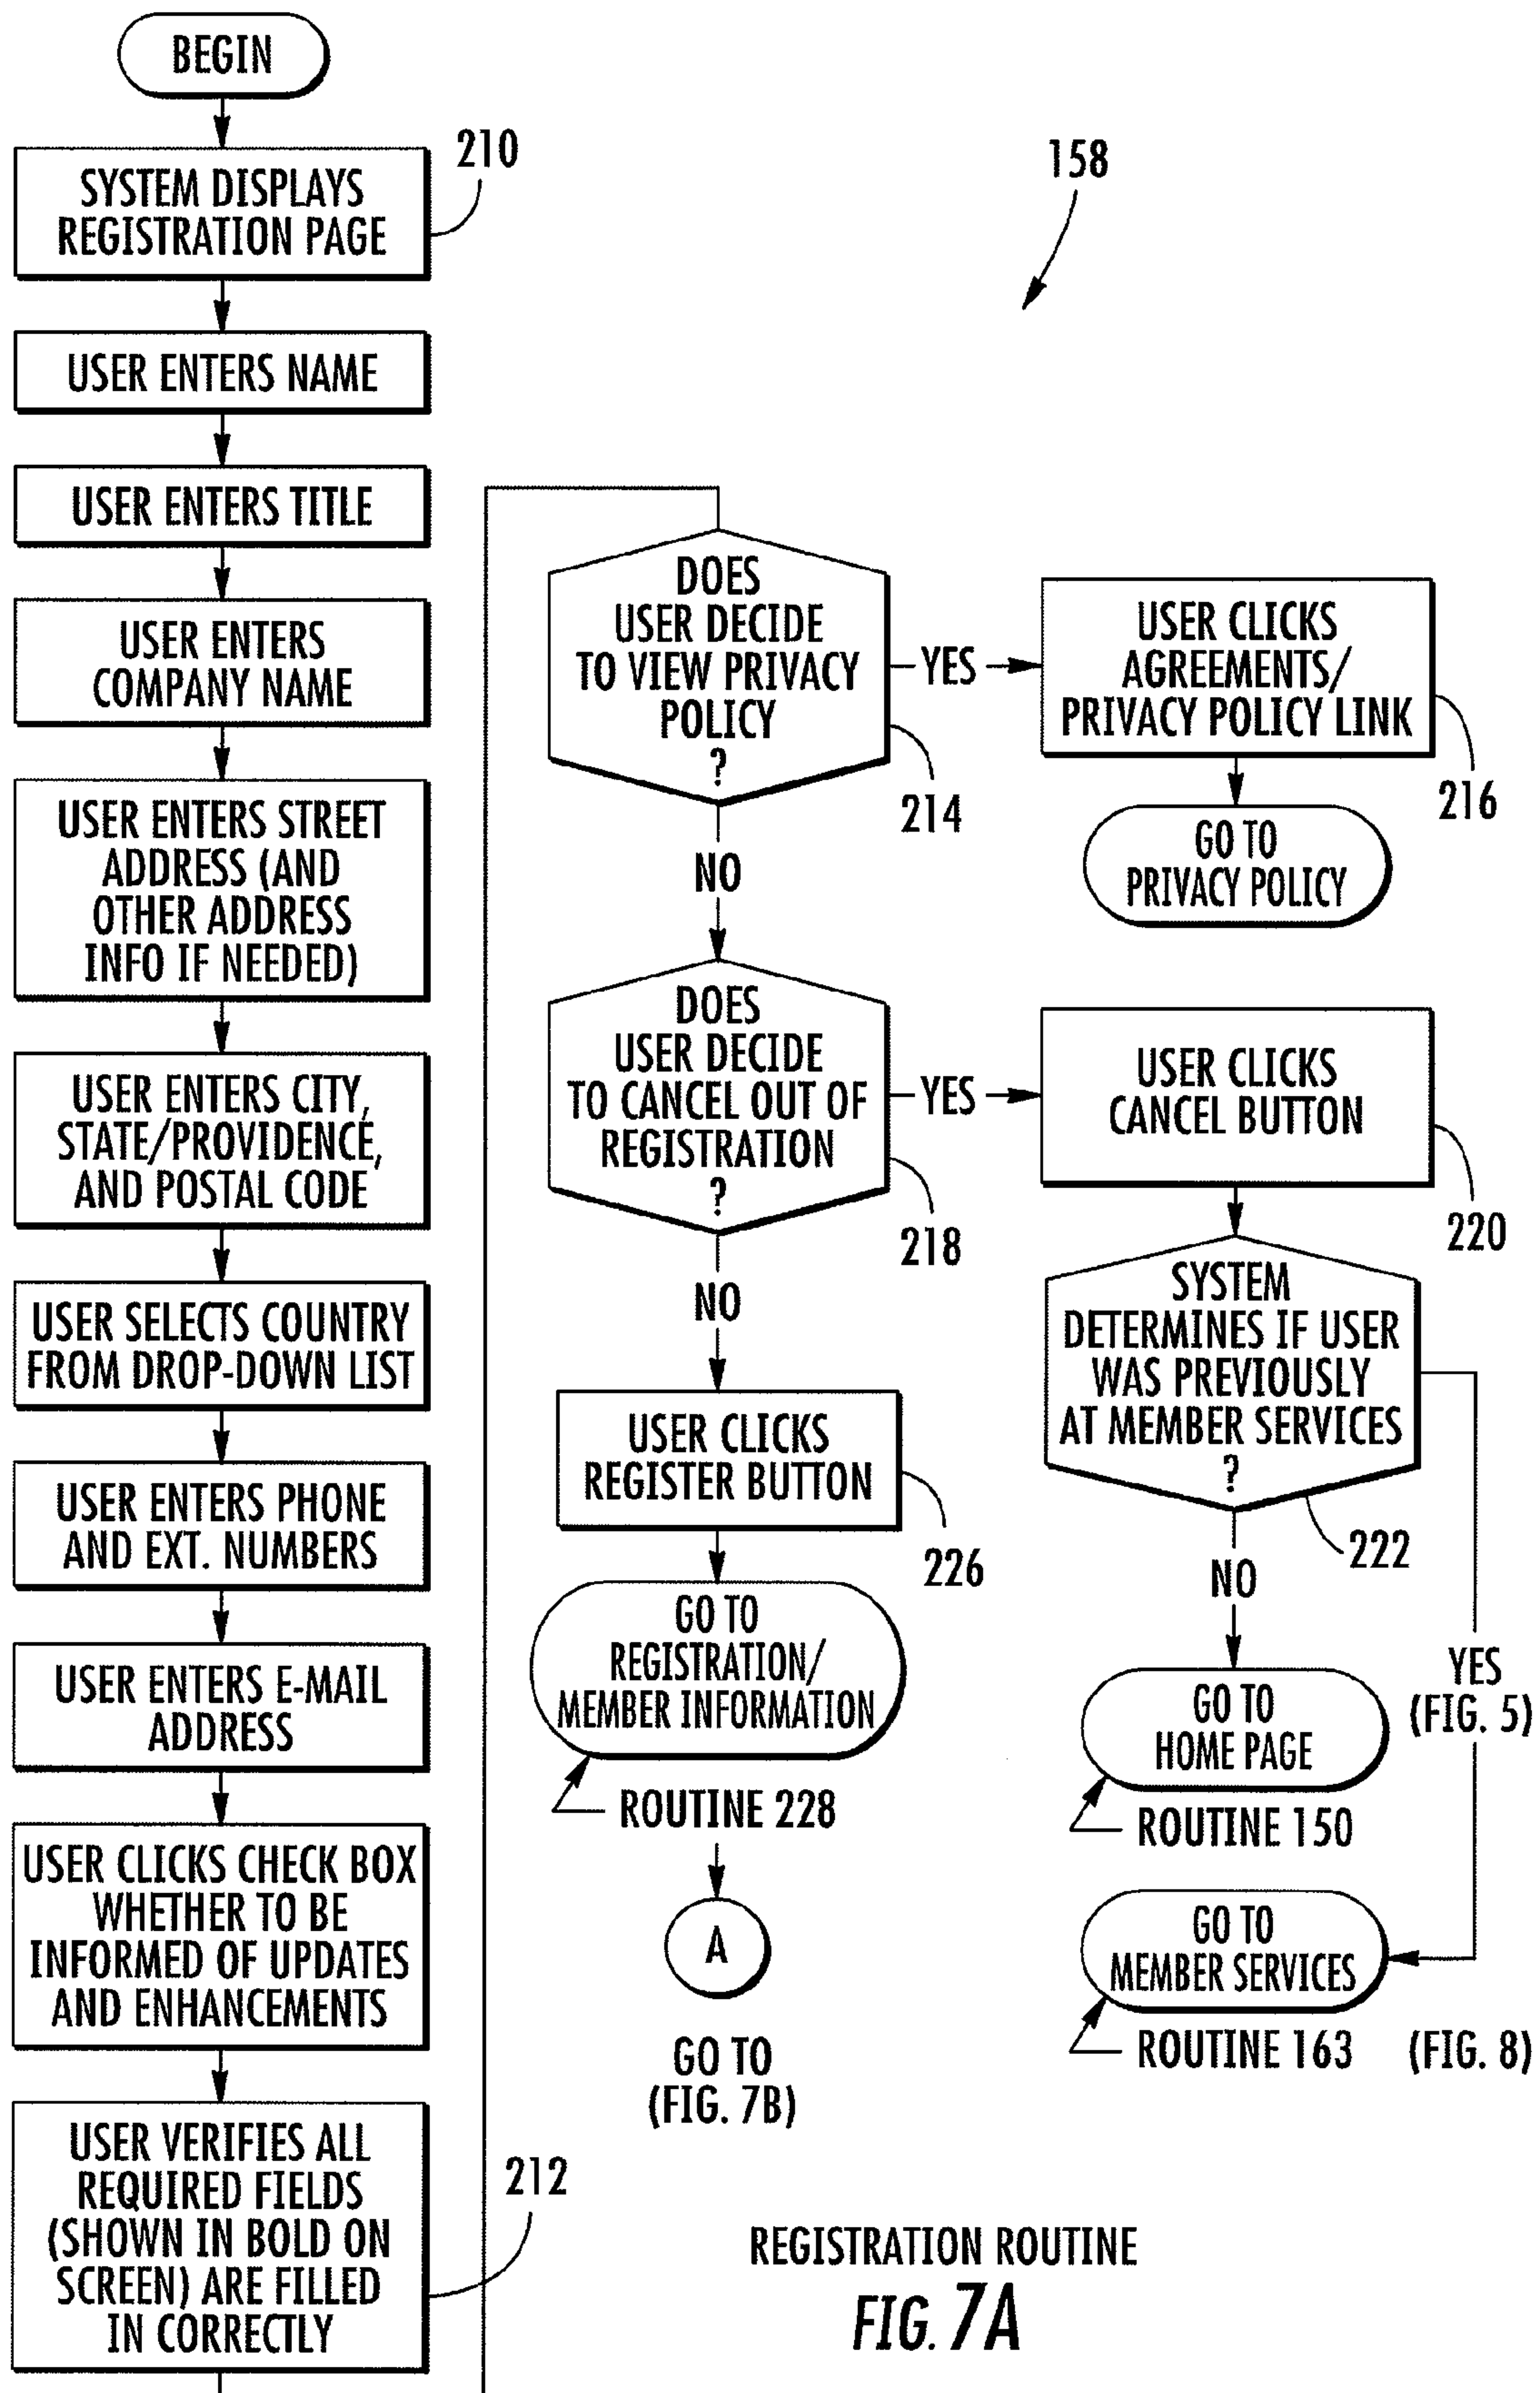 BEGIN
SYSTEM DISPLAYS
REGISTRATION PAGE
210
158
USER ENTERS NAME
USER ENTERS TITLE
USER ENTERS
COMPANY NAME
USER ENTERS STREET
ADDRESS (AND
OTHER ADDRESS
INFO IF NEEDED)
USER ENTERS CITY,
STATE/PROVIDENCE,
AND POSTAL CODE
USER SELECTS COUNTRY
FROM DROP-DOWN LIST
USER ENTERS PHONE
AND EXT. NUMBERS
USER ENTERS E-MAIL
ADDRESS
USER CLICKS CHECK BOX
WHETHER TO BE
INFORMED OF UPDATES
AND ENHANCEMENTS
USER VERIFIES ALL
REQUIRED FIELDS
(SHOWN IN BOLD ON
SCREEN) ARE FILLED
IN CORRECTLY
212
DOES
USER DECIDE
TO VIEW PRIVACY
POLICY
?
214
YES
USER CLICKS
AGREEMENTS/
PRIVACY POLICY LINK
216
GO TO
PRIVACY POLICY
NO
DOES
USER DECIDE
TO CANCEL OUT OF
REGISTRATION
?
218
YES
USER CLICKS
CANCEL BUTTON
220
SYSTEM
DETERMINES IF USER
WAS PREVIOUSLY
AT MEMBER SERVICES
?
222
NO
GO TO
HOME PAGE
ROUTINE 150
YES
(FIG. 5)
GO TO
MEMBER SERVICES
ROUTINE 163
(FIG. 8)
NO
USER CLICKS
REGISTER BUTTON
226
GO TO
REGISTRATION/
MEMBER INFORMATION
ROUTINE 228
A
GO TO
(FIG. 7B)
REGISTRATION ROUTINE
FIG. 7A